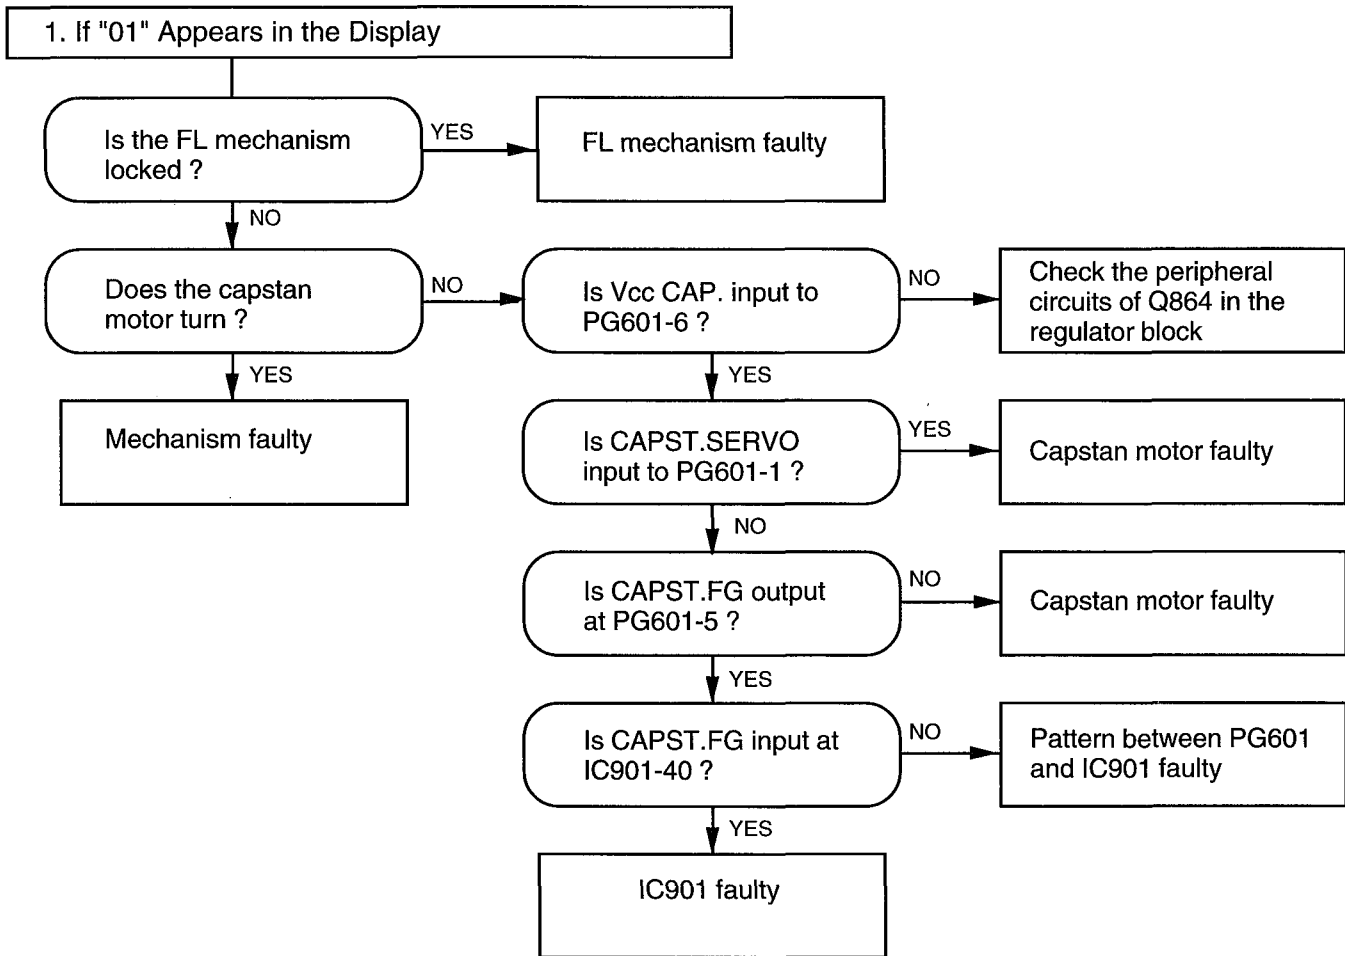 1. If "01" Appears in the Display
Is the FL mechanism
locked ?
YES
FL mechanism faulty
NO
Does the capstan
motor turn ?
NO
Is Vcc CAP. input to
PG601-6 ?
NO
Check the peripheral
circuits of Q864 in the
regulator block
YES
Mechanism faulty
YES
Is CAPST.SERVO
input to PG601-1 ?
YES
Capstan motor faulty
NO
Is CAPST.FG output
at PG601-5 ?
NO
Capstan motor faulty
YES
Is CAPST.FG input at
IC901-40 ?
NO
Pattern between PG601
and IC901 faulty
YES
IC901 faulty